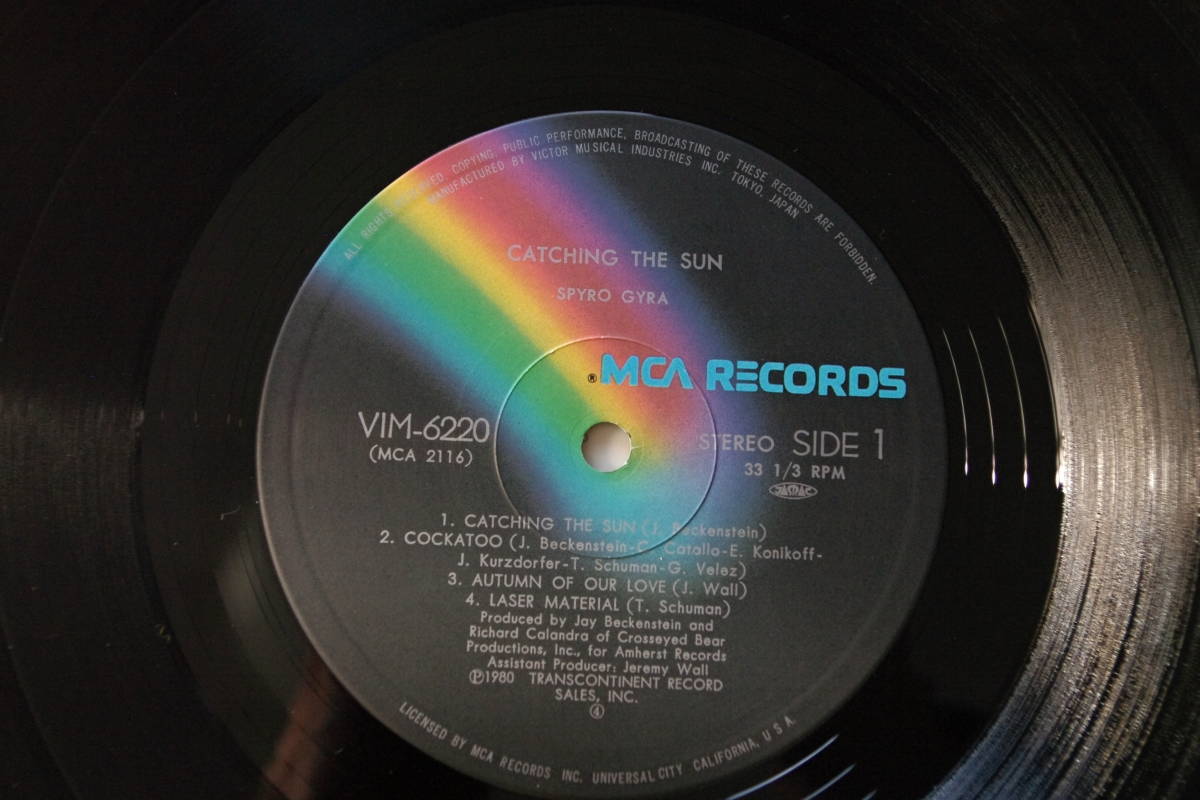 ALL RIGHTS RESERVED. COPYING, PUBLIC PERFORMANCE, BROADCASTING OF THESE RECORDS ARE FORBIDDEN.
MANUFACTURED BY VICTOR MUSICAL INDUSTRIES INC. TOKYO, JAPAN
CATCHING THE SUN
SPYRO GYRA
® MCA RECORDS
VIM-6220
(MCA 2116)
STEREO SIDE 1
33 1/3 RPM
JASRAC
1. CATCHING THE SUN (J. Beckenstein)
2. COCKATOO (J. Beckenstein-C. Catallo-E. Konikoff-
J. Kurzdorfer-T. Schuman-G. Velez)
3. AUTUMN OF OUR LOVE (J. Wall)
4. LASER MATERIAL (T. Schuman)
Produced by Jay Beckenstein and
Richard Calandra of Crosseyed Bear
Productions, Inc., for Amherst Records
Assistant Producer: Jeremy Wall
℗1980 TRANSCONTINENT RECORD
SALES, INC.
④
LICENSED BY MCA RECORDS INC. UNIVERSAL CITY CALIFORNIA, U S A.